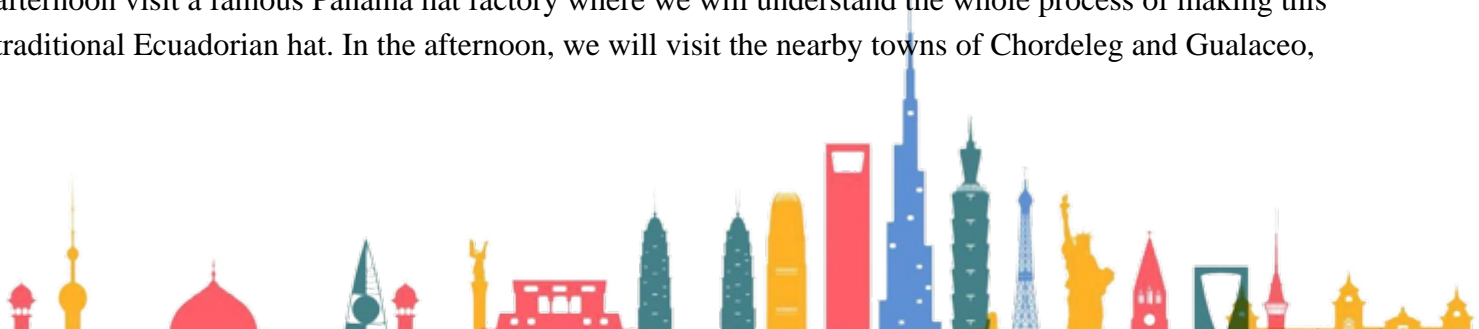 afternoon visit a famous Panama hat factory where we will understand the whole process of making this
traditional Ecuadorian hat. In the afternoon, we will visit the nearby towns of Chordeleg and Gualaceo,